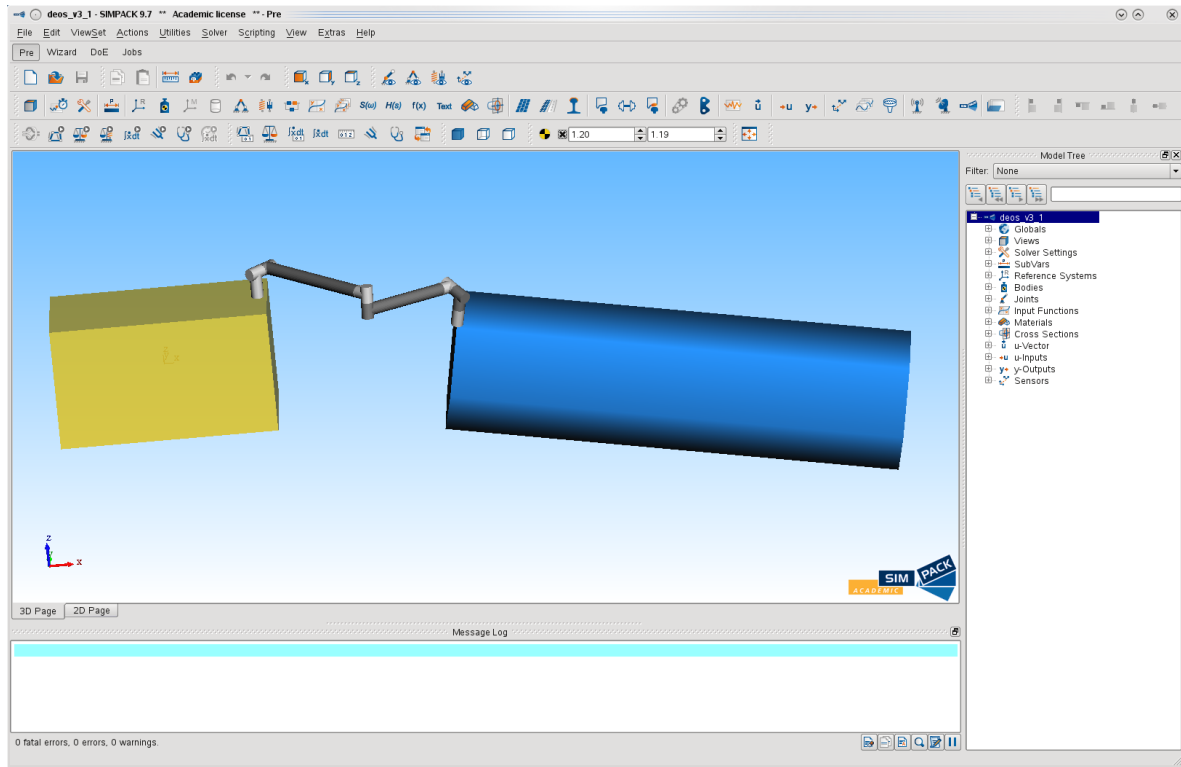 deos_v3_1 - SIMPACK 9.7 ** Academic license ** - Pre
File Edit ViewSet Actions Utilities Solver Scripting View Extras Help
Pre Wizard DoE Jobs
S(ω) H(s) f(x) Text
1.20 1.19
Model Tree
Filter: None
deos_v3_1
Globals
Views
Solver Settings
SubVars
Reference Systems
Bodies
Joints
Input Functions
Materials
Cross Sections
u-Vector
u-Inputs
y-Outputs
Sensors
z
x
SIMPACK
ACADEMIC
3D Page 2D Page
Message Log
0 fatal errors, 0 errors, 0 warnings.